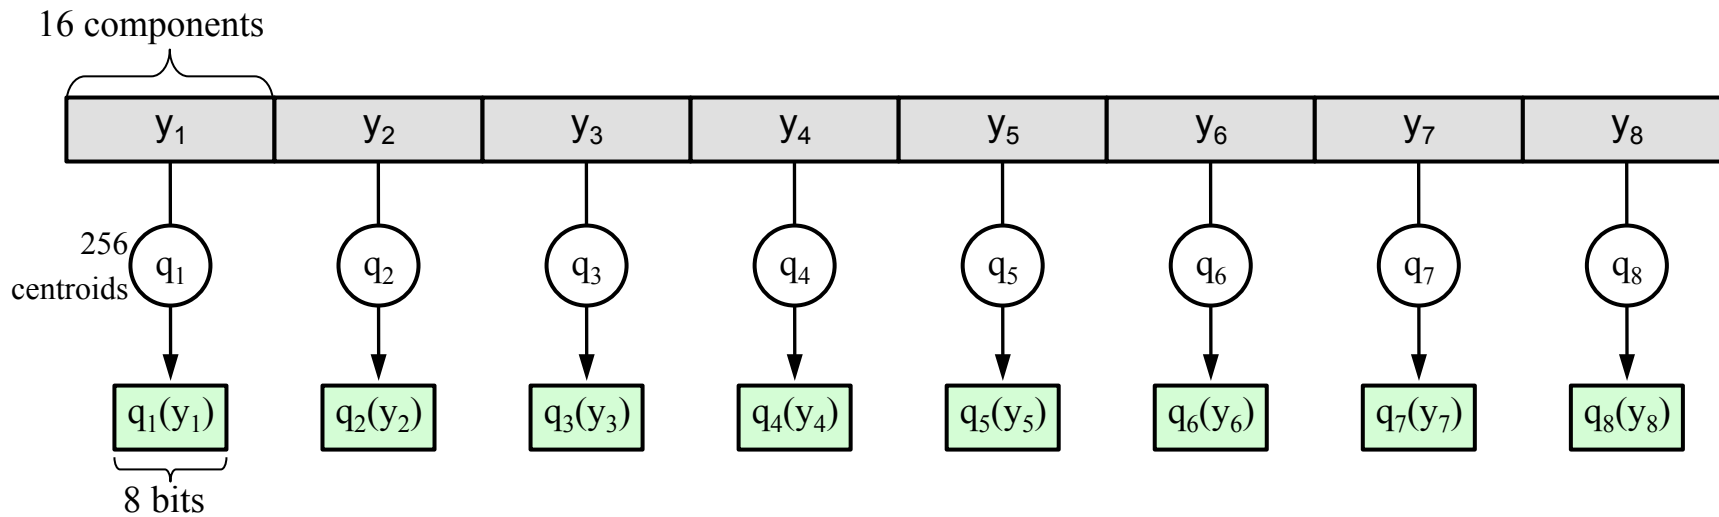 16 components
y₁ y₂ y₃ y₄ y₅ y₆ y₇ y₈
256
centroids
q₁ q₂ q₃ q₄ q₅ q₆ q₇ q₈
q₁(y₁) q₂(y₂) q₃(y₃) q₄(y₄) q₅(y₅) q₆(y₆) q₇(y₇) q₈(y₈)
8 bits